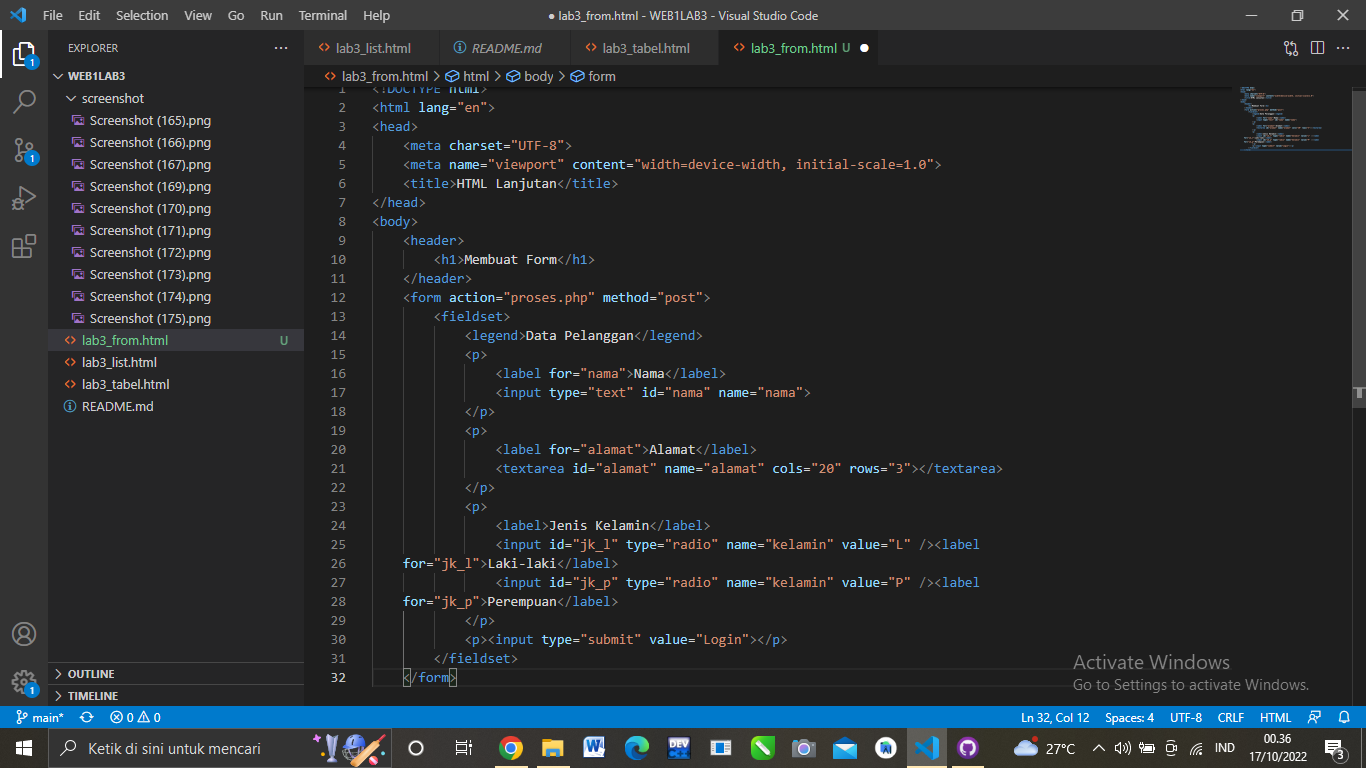 File Edit Selection View Go Run Terminal Help
● lab3_from.html - WEB1LAB3 - Visual Studio Code
EXPLORER
lab3_list.html
README.md
lab3_tabel.html
lab3_from.html U
WEB1LAB3
lab3_from.html > html > body > form
screenshot
Screenshot (165).png
Screenshot (166).png
Screenshot (167).png
Screenshot (169).png
Screenshot (170).png
Screenshot (171).png
Screenshot (172).png
Screenshot (173).png
Screenshot (174).png
Screenshot (175).png
lab3_from.html U
lab3_list.html
lab3_tabel.html
README.md
OUTLINE
TIMELINE
1 <!DOCTYPE html>
2 <html lang="en">
3 <head>
4 <meta charset="UTF-8">
5 <meta name="viewport" content="width=device-width, initial-scale=1.0">
6 <title>HTML Lanjutan</title>
7 </head>
8 <body>
9 <header>
10 <h1>Membuat Form</h1>
11 </header>
12 <form action="proses.php" method="post">
13 <fieldset>
14 <legend>Data Pelanggan</legend>
15 <p>
16 <label for="nama">Nama</label>
17 <input type="text" id="nama" name="nama">
18 </p>
19 <p>
20 <label for="alamat">Alamat</label>
21 <textarea id="alamat" name="alamat" cols="20" rows="3"></textarea>
22 </p>
23 <p>
24 <label>Jenis Kelamin</label>
25 <input id="jk_l" type="radio" name="kelamin" value="L" /><label
26 for="jk_l">Laki-laki</label>
27 <input id="jk_p" type="radio" name="kelamin" value="P" /><label
28 for="jk_p">Perempuan</label>
29 </p>
30 <p><input type="submit" value="Login"></p>
31 </fieldset>
32 </form>
Activate Windows
Go to Settings to activate Windows.
1
1
1
main* 0 0
Ln 32, Col 12 Spaces: 4 UTF-8 CRLF HTML
Ketik di sini untuk mencari
DEV
27°C
IND
00.36
17/10/2022
3